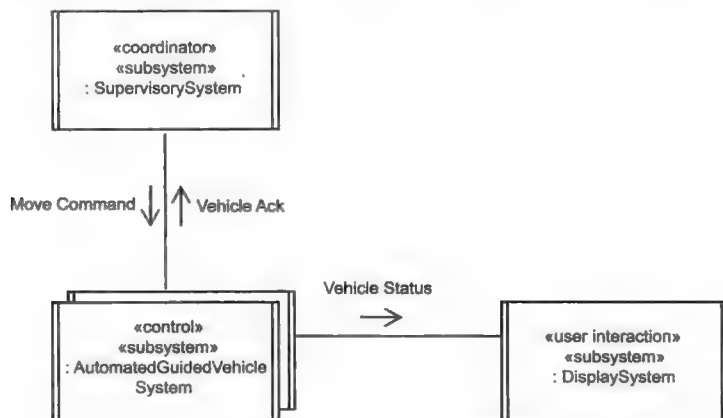 «coordinator»
«subsystem»
: SupervisorySystem
Move Command
Vehicle Ack
Vehicle Status
«control»
«subsystem»
: AutomatedGuidedVehicle
System
«user interaction»
«subsystem»
: DisplaySystem